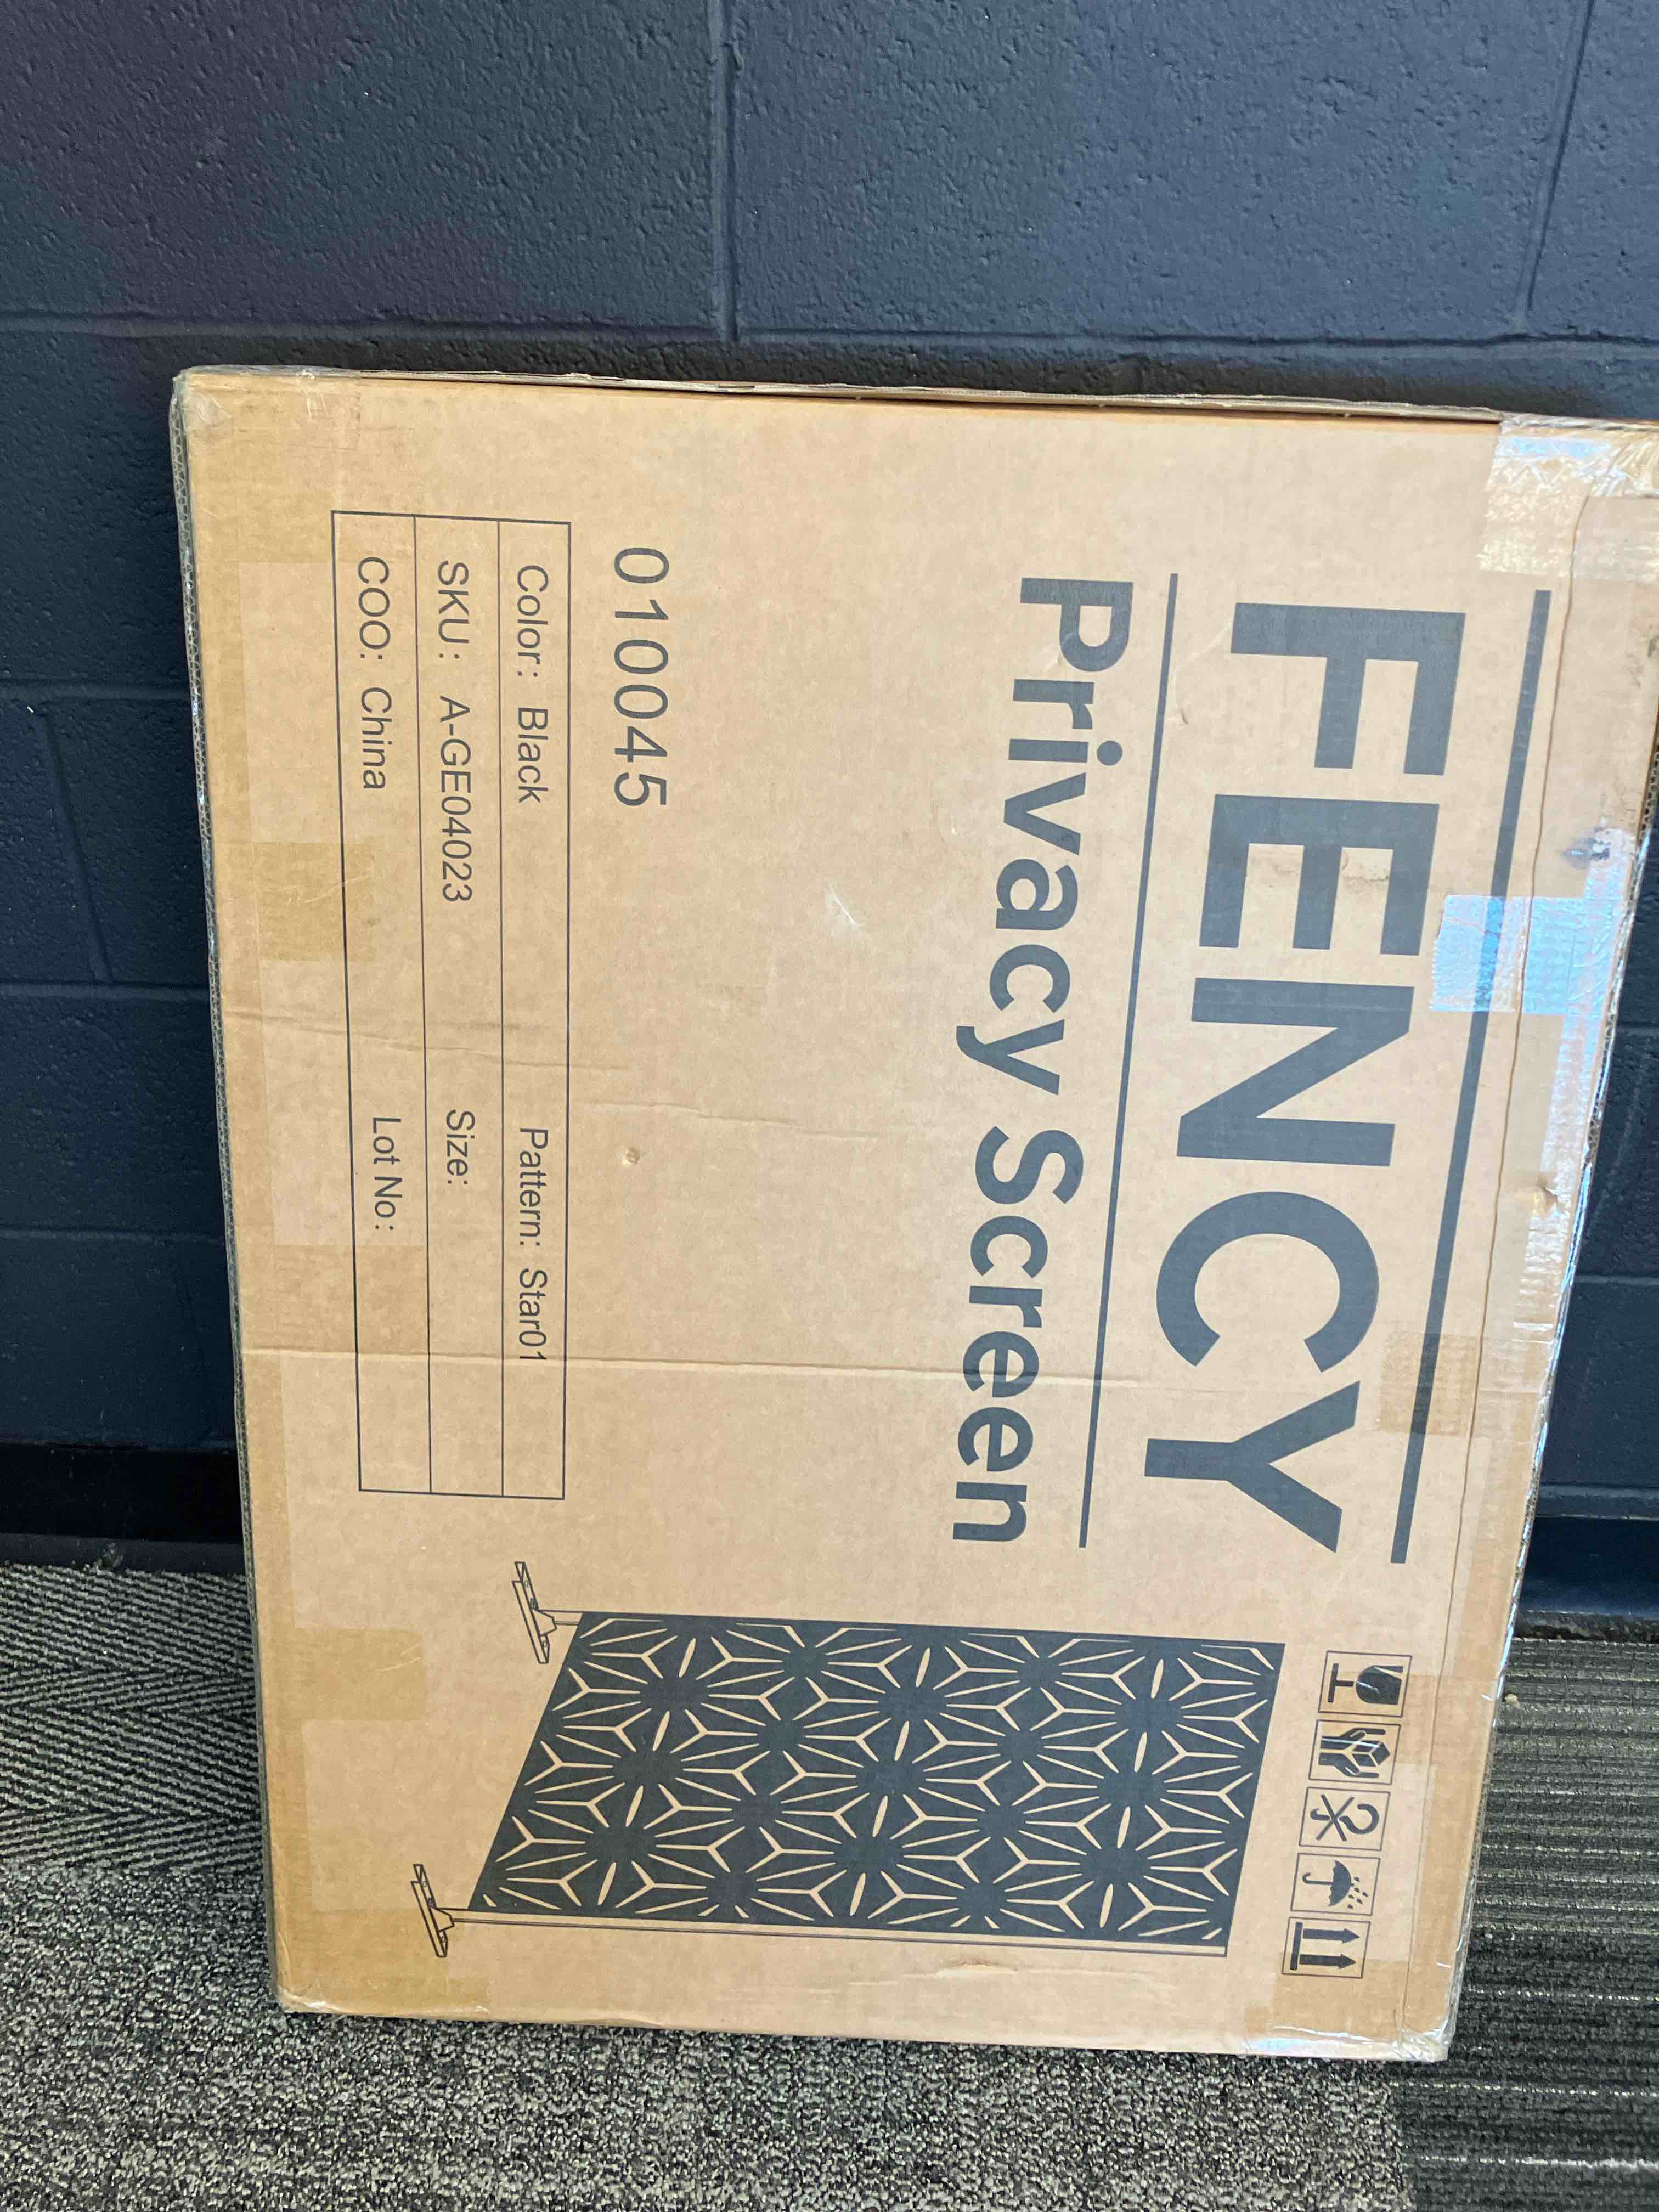 FENCY
Privacy Screen
010045
Color: Black Pattern: Star01
SKU: A-GE04023 Size:
COO: China Lot No: